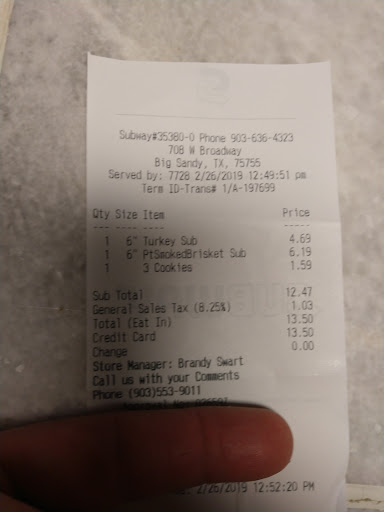 Subway#35380-0 Phone 903-636-4323
708 W Broadway
Big Sandy, TX, 75755
Served by: 7728 2/26/2019 12:49:51 pm
Term ID-Trans# 1/A-197699
Qty Size Item Price
--- ---- ---- -----
1 6" Turkey Sub 4.69
1 6" PtSmokedBrisket Sub 6.19
1 3 Cookies 1.59
Sub Total 12.47
General Sales Tax (8.25%) 1.03
Total (Eat In) 13.50
Credit Card 13.50
Change 0.00
Store Manager: Brandy Swart
Call us with your Comments
Phone (903)553-9011
2/26/2019 12:52:20 PM